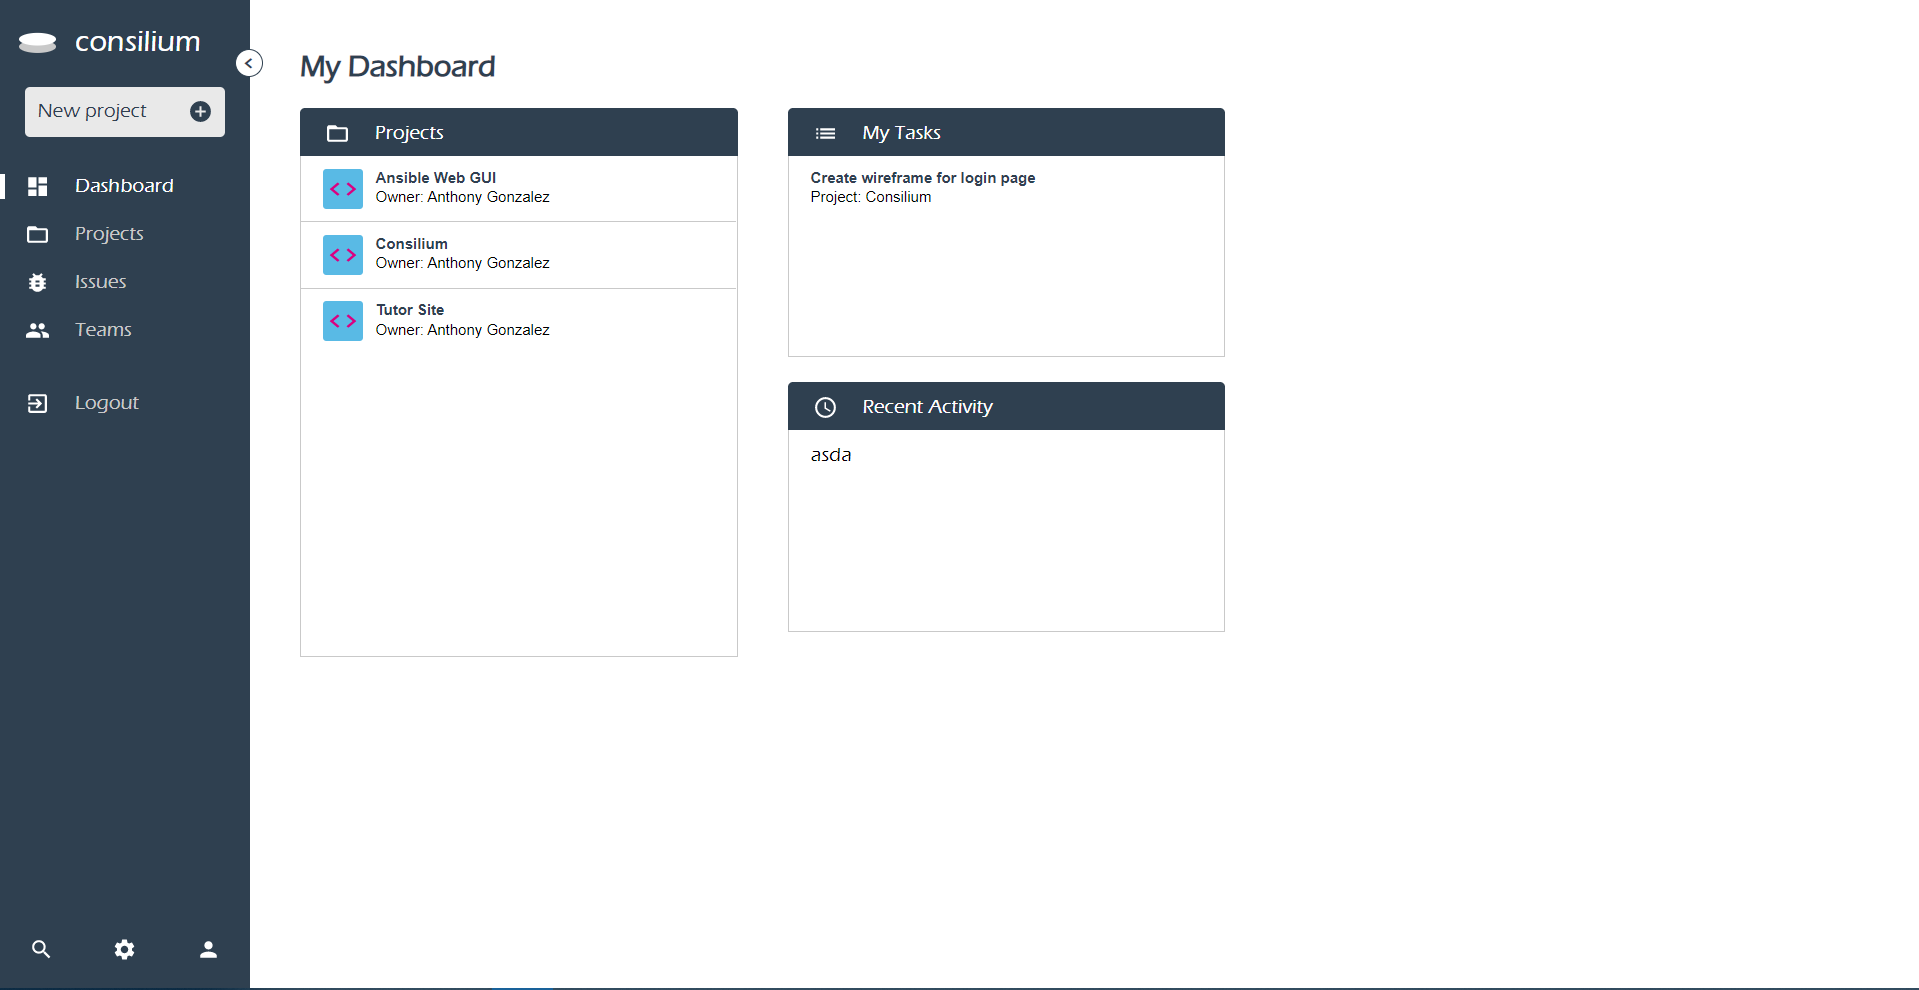 consilium
New project
Dashboard
Projects
Issues
Teams
Logout
My Dashboard
Projects
Ansible Web GUI
Owner: Anthony Gonzalez
Consilium
Owner: Anthony Gonzalez
Tutor Site
Owner: Anthony Gonzalez
My Tasks
Create wireframe for login page
Project: Consilium
Recent Activity
asda